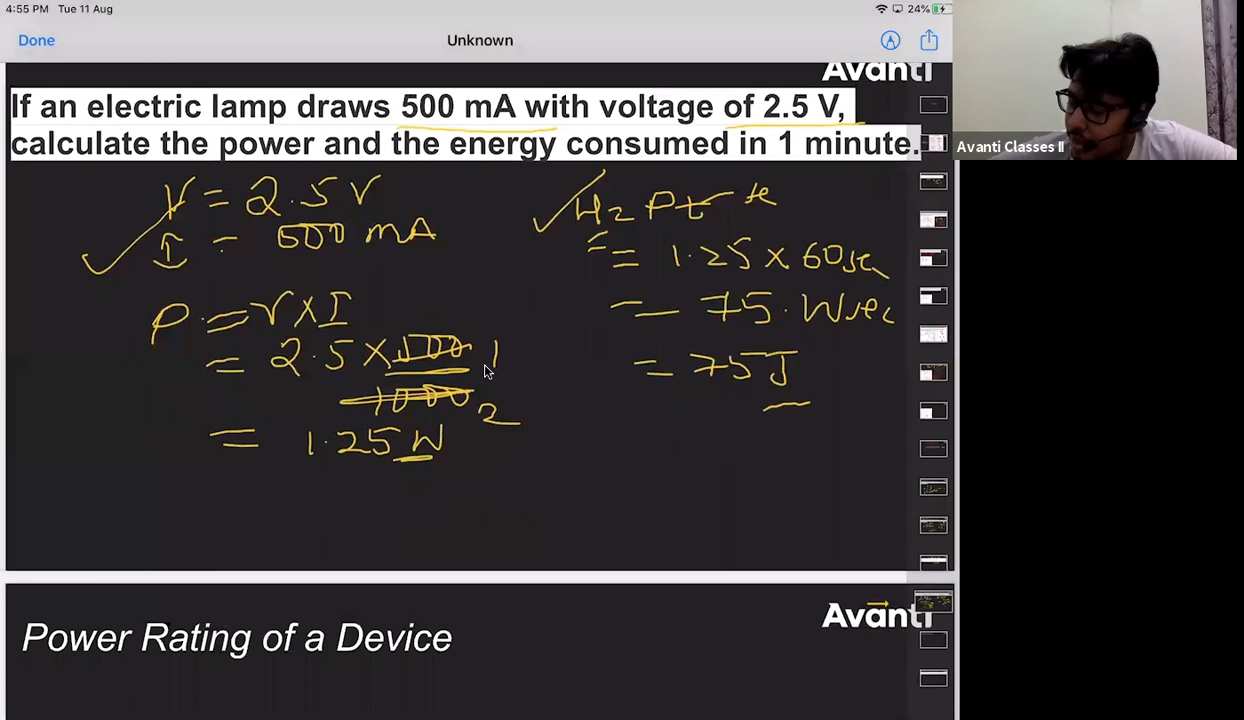 4:55 PM Tue 11 Aug
24%
Done
Unknown
Avanti
If an electric lamp draws 500 mA with voltage of 2.5 V,
calculate the power and the energy consumed in 1 minute.
Avanti Classes II
V = 2.5 V
I = 500 mA
P = V X I
= 2.5 X 500 1
1000 2
= 1.25 W
H = P t
= 1.25 X 60 sec
= 75. W sec
= 75 J
Power Rating of a Device
Avanti